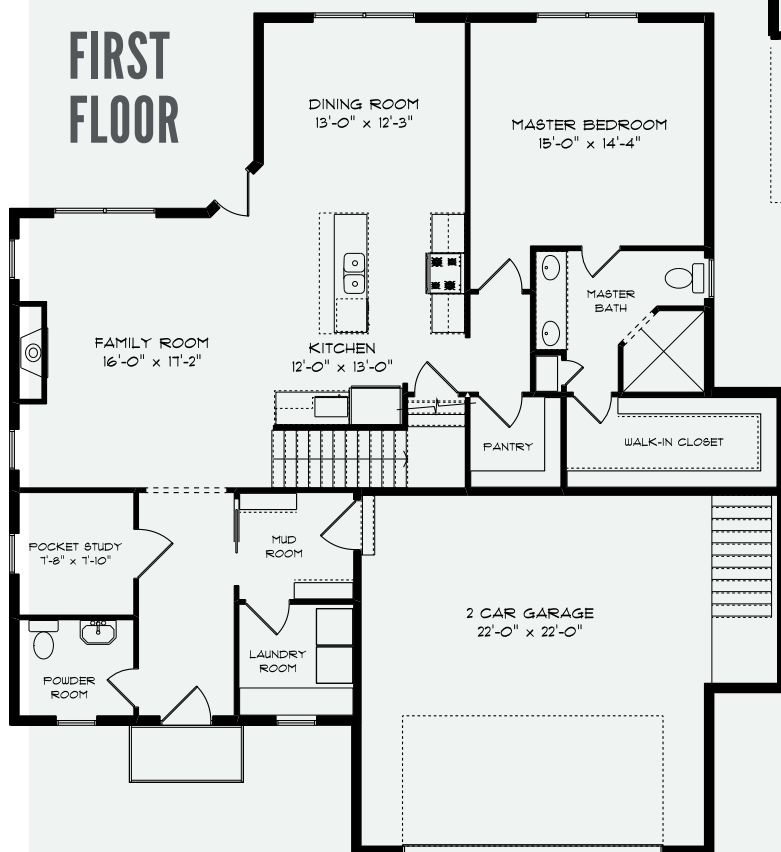 FIRST
FLOOR
DINING ROOM
13'-0" x 12'-3"
MASTER BEDROOM
15'-0" x 14'-4"
MASTER
BATH
FAMILY ROOM
16'-0" x 17'-2"
KITCHEN
12'-0" x 13'-0"
PANTRY
WALK-IN CLOSET
POCKET STUDY
7'-8" x 7'-10"
MUD
ROOM
2 CAR GARAGE
22'-0" x 22'-0"
LAUNDRY
ROOM
POWDER
ROOM